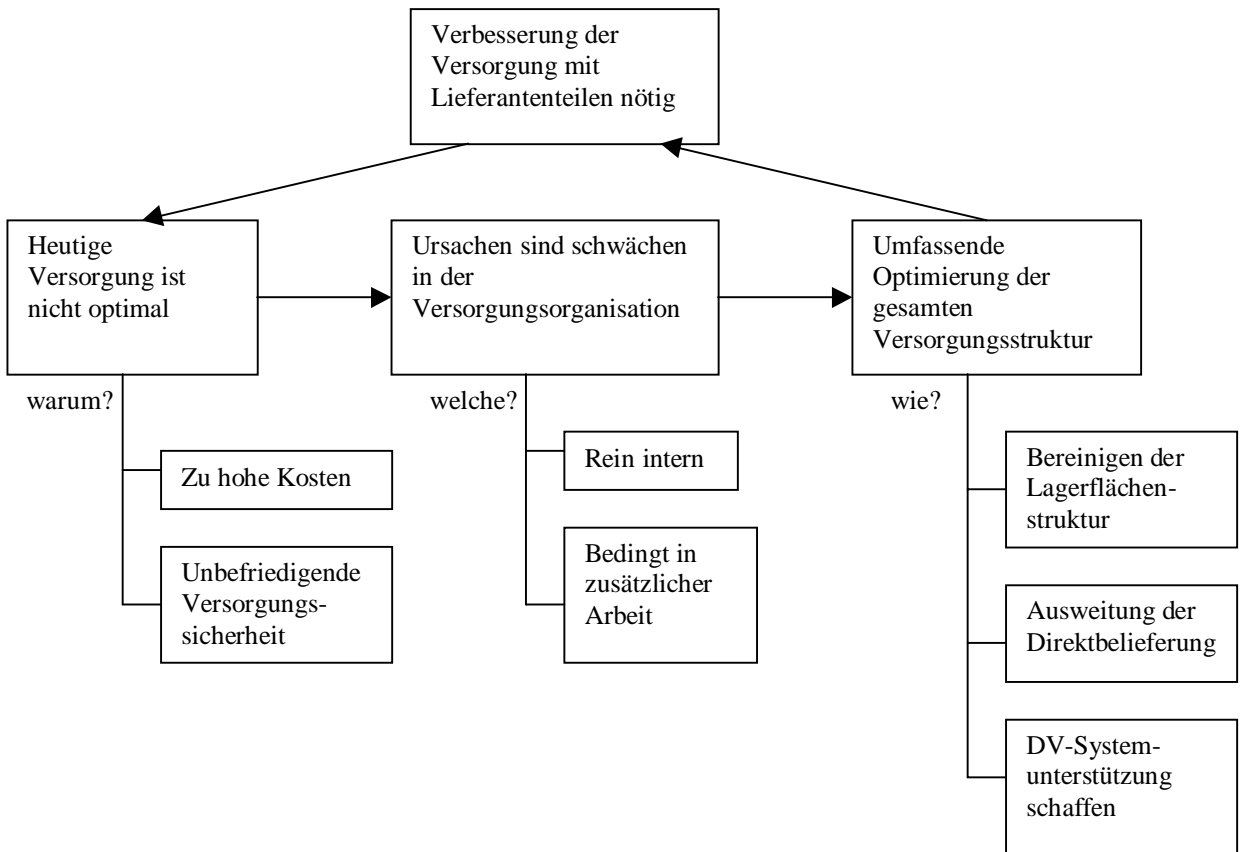 Verbesserung der
Versorgung mit
Lieferantenteilen nötig
Heutige
Versorgung ist
nicht optimal
Ursachen sind schwächen
in der
Versorgungsorganisation
Umfassende
Optimierung der
gesamten
Versorgungsstruktur
warum?
welche?
wie?
Zu hohe Kosten
Unbefriedigende
Versorgungs-
sicherheit
Rein intern
Bedingt in
zusätzlicher
Arbeit
Bereinigen der
Lagerflächen-
struktur
Ausweitung der
Direktbelieferung
DV-System-
unterstützung
schaffen